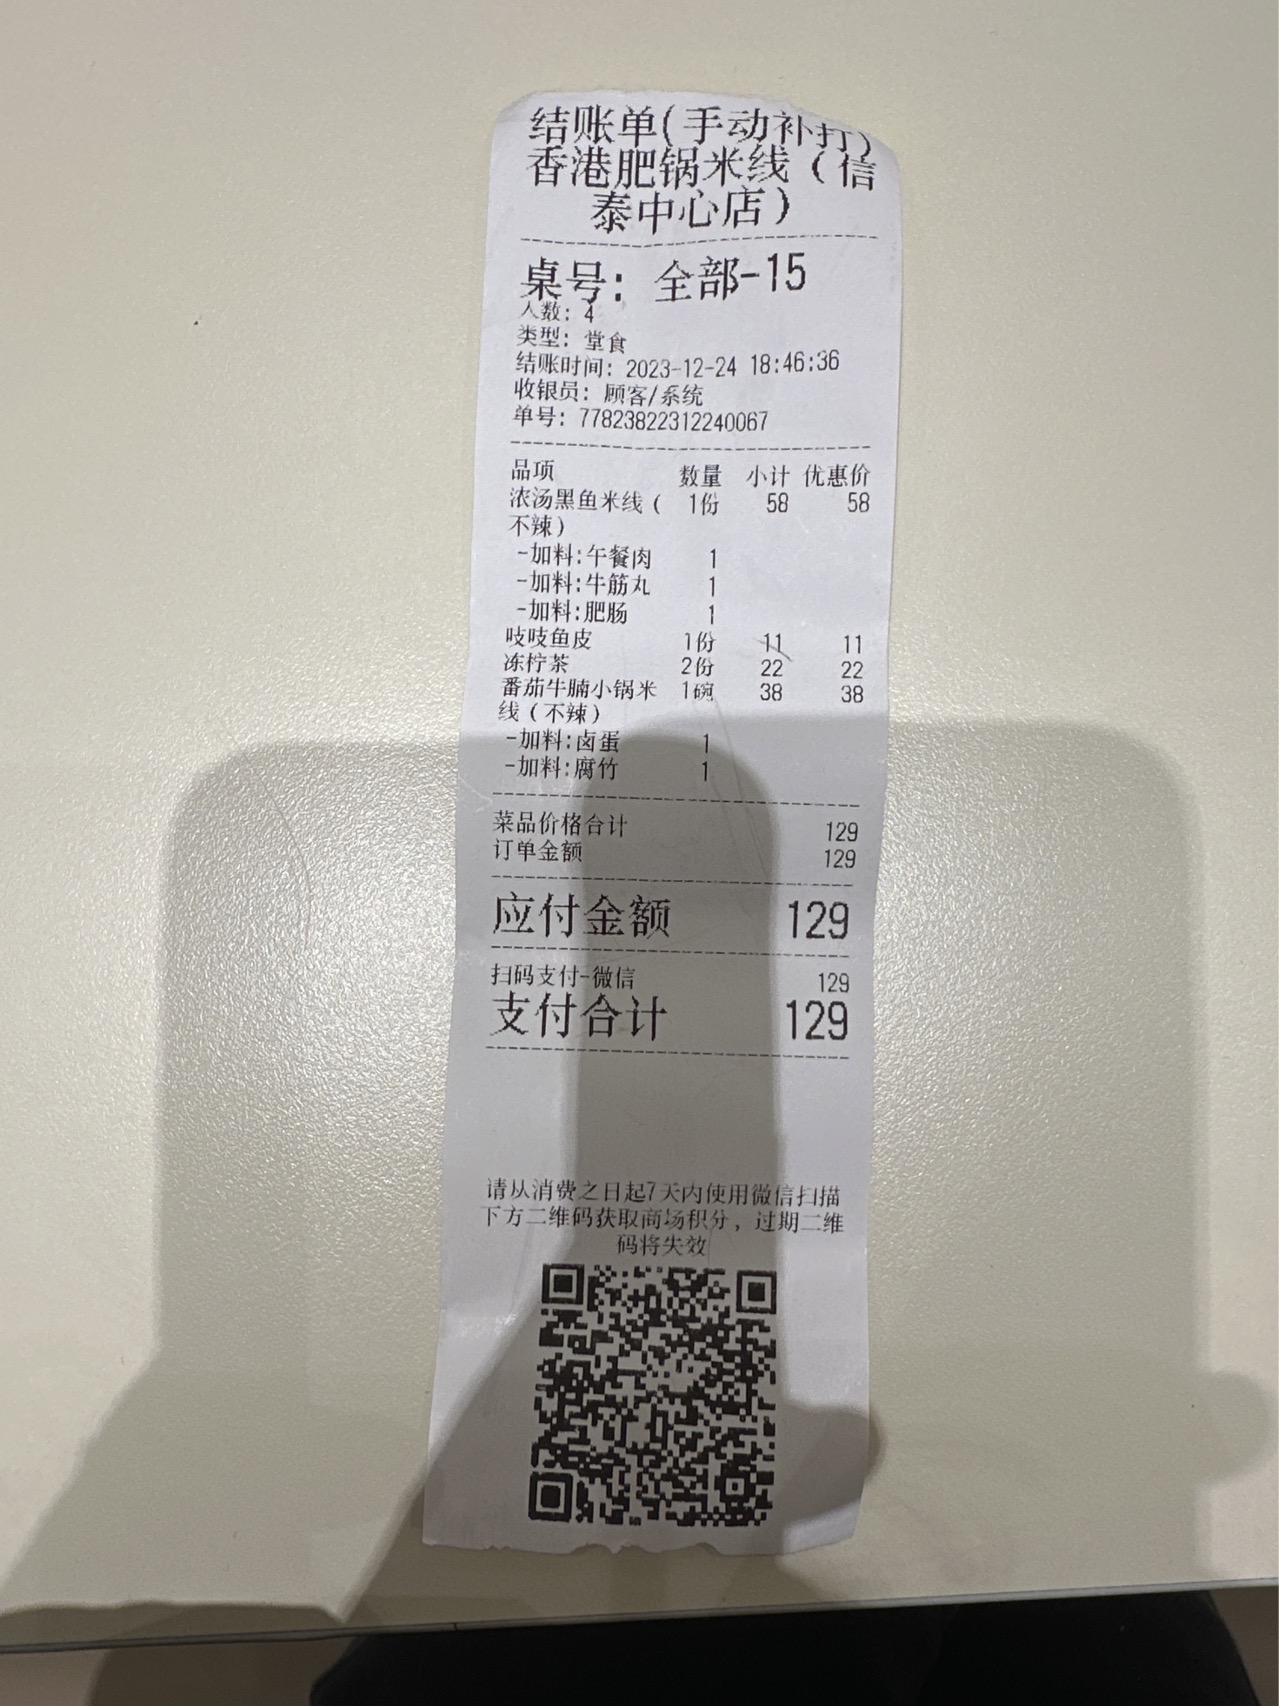 结账单(手动补打)
香港肥锅米线（信
泰中心店）
桌号：全部-15
人数：4
类型：堂食
结账时间：2023-12-24 18:46:36
收银员：顾客/系统
单号：77823822312240067
品项 数量 小计 优惠价
浓汤黑鱼米线（ 1份 58 58
不辣）
-加料:午餐肉 1
-加料:牛筋丸 1
-加料:肥肠 1
吱吱鱼皮 1份 11 11
冻柠茶 2份 22 22
番茄牛腩小锅米 1碗 38 38
线（不辣）
-加料:卤蛋 1
-加料:腐竹 1
菜品价格合计 129
订单金额 129
应付金额 129
扫码支付-微信 129
支付合计 129
请从消费之日起7天内使用微信扫描
下方二维码获取商场积分，过期二维
码将失效